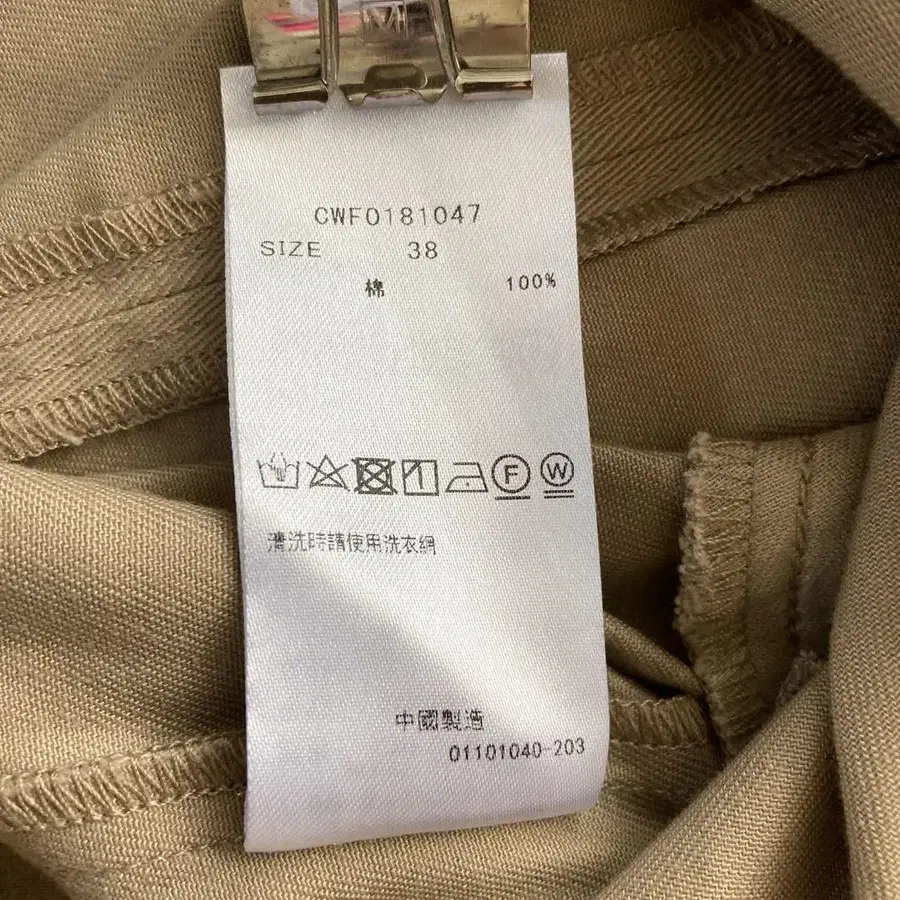 M
CWF0181047
SIZE 38
棉 100%
F W
清洗時請使用洗衣網
中國製造
01101040-203